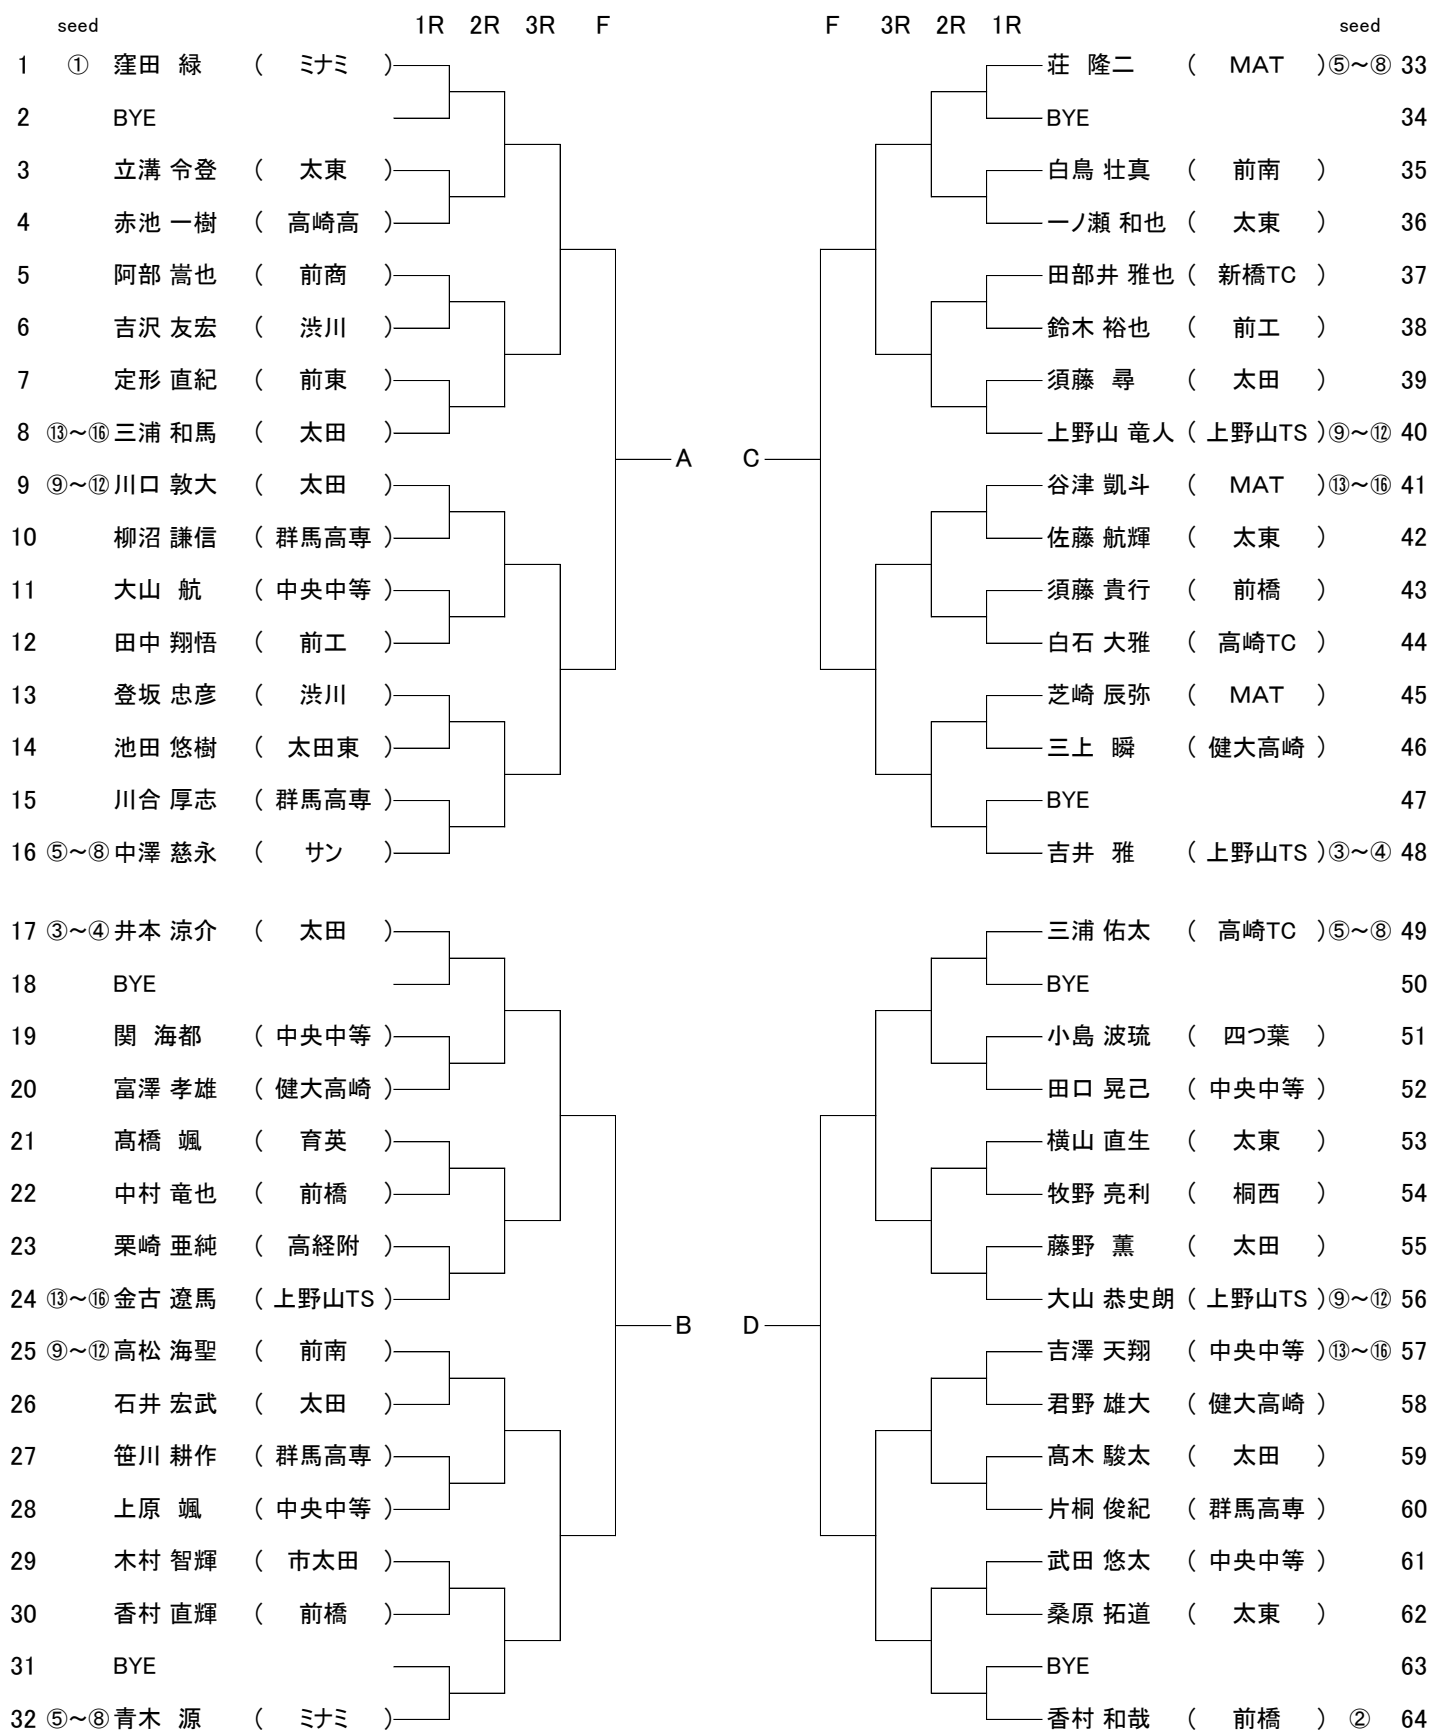 seed 1R 2R 3R F
1 ① 窪田 緑 ( ミナミ )
2 BYE
3 立溝 令登 ( 太東 )
4 赤池 一樹 ( 高崎高 )
5 阿部 嵩也 ( 前商 )
6 吉沢 友宏 ( 渋川 )
7 定形 直紀 ( 前東 )
8 ⑬～⑯ 三浦 和馬 ( 太田 )
A
9 ⑨～⑫ 川口 敦大 ( 太田 )
10 柳沼 謙信 ( 群馬高専 )
11 大山 航 ( 中央中等 )
12 田中 翔悟 ( 前工 )
13 登坂 忠彦 ( 渋川 )
14 池田 悠樹 ( 太田東 )
15 川合 厚志 ( 群馬高専 )
16 ⑤～⑧ 中澤 慈永 ( サン )
17 ③～④ 井本 涼介 ( 太田 )
18 BYE
19 関 海都 ( 中央中等 )
20 富澤 孝雄 ( 健大高崎 )
21 髙橋 颯 ( 育英 )
22 中村 竜也 ( 前橋 )
23 栗崎 亜純 ( 高経附 )
24 ⑬～⑯ 金古 遼馬 ( 上野山TS )
B
25 ⑨～⑫ 高松 海聖 ( 前南 )
26 石井 宏武 ( 太田 )
27 笹川 耕作 ( 群馬高専 )
28 上原 颯 ( 中央中等 )
29 木村 智輝 ( 市太田 )
30 香村 直輝 ( 前橋 )
31 BYE
32 ⑤～⑧ 青木 源 ( ミナミ )
F 3R 2R 1R seed
荘 隆二 ( MAT ) ⑤～⑧ 33
BYE 34
白鳥 壮真 ( 前南 ) 35
一ノ瀬 和也 ( 太東 ) 36
田部井 雅也 ( 新橋TC ) 37
鈴木 裕也 ( 前工 ) 38
須藤 尋 ( 太田 ) 39
上野山 竜人 ( 上野山TS ) ⑨～⑫ 40
C
谷津 凱斗 ( MAT ) ⑬～⑯ 41
佐藤 航輝 ( 太東 ) 42
須藤 貴行 ( 前橋 ) 43
白石 大雅 ( 高崎TC ) 44
芝崎 辰弥 ( MAT ) 45
三上 瞬 ( 健大高崎 ) 46
BYE 47
吉井 雅 ( 上野山TS ) ③～④ 48
三浦 佑太 ( 高崎TC ) ⑤～⑧ 49
BYE 50
小島 波琉 ( 四つ葉 ) 51
田口 晃己 ( 中央中等 ) 52
横山 直生 ( 太東 ) 53
牧野 亮利 ( 桐西 ) 54
藤野 薫 ( 太田 ) 55
大山 恭史朗 ( 上野山TS ) ⑨～⑫ 56
D
吉澤 天翔 ( 中央中等 ) ⑬～⑯ 57
君野 雄大 ( 健大高崎 ) 58
髙木 駿太 ( 太田 ) 59
片桐 俊紀 ( 群馬高専 ) 60
武田 悠太 ( 中央中等 ) 61
桑原 拓道 ( 太東 ) 62
BYE 63
香村 和哉 ( 前橋 ) ② 64